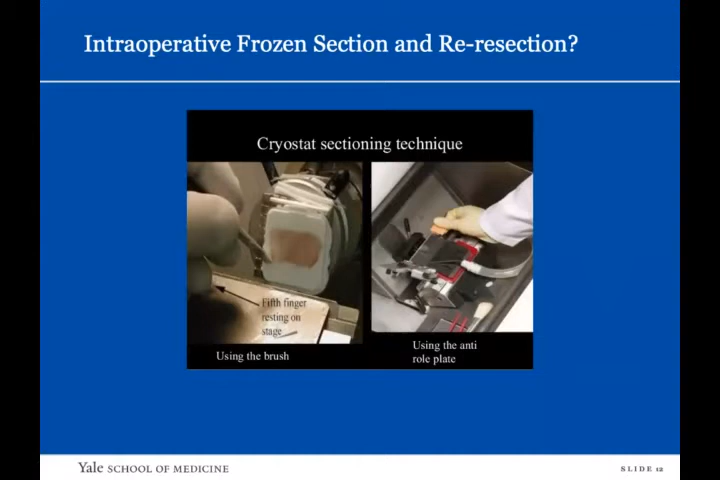 Intraoperative Frozen Section and Re-resection?
Cryostat sectioning technique
Fifth finger
resting on
stage
Using the brush
Using the anti
role plate
Yale SCHOOL OF MEDICINE
SLIDE 12